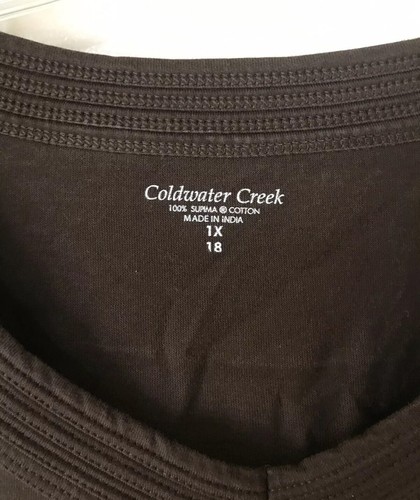 Coldwater Creek
100% SUPIMA ® COTTON
MADE IN INDIA
1X
18